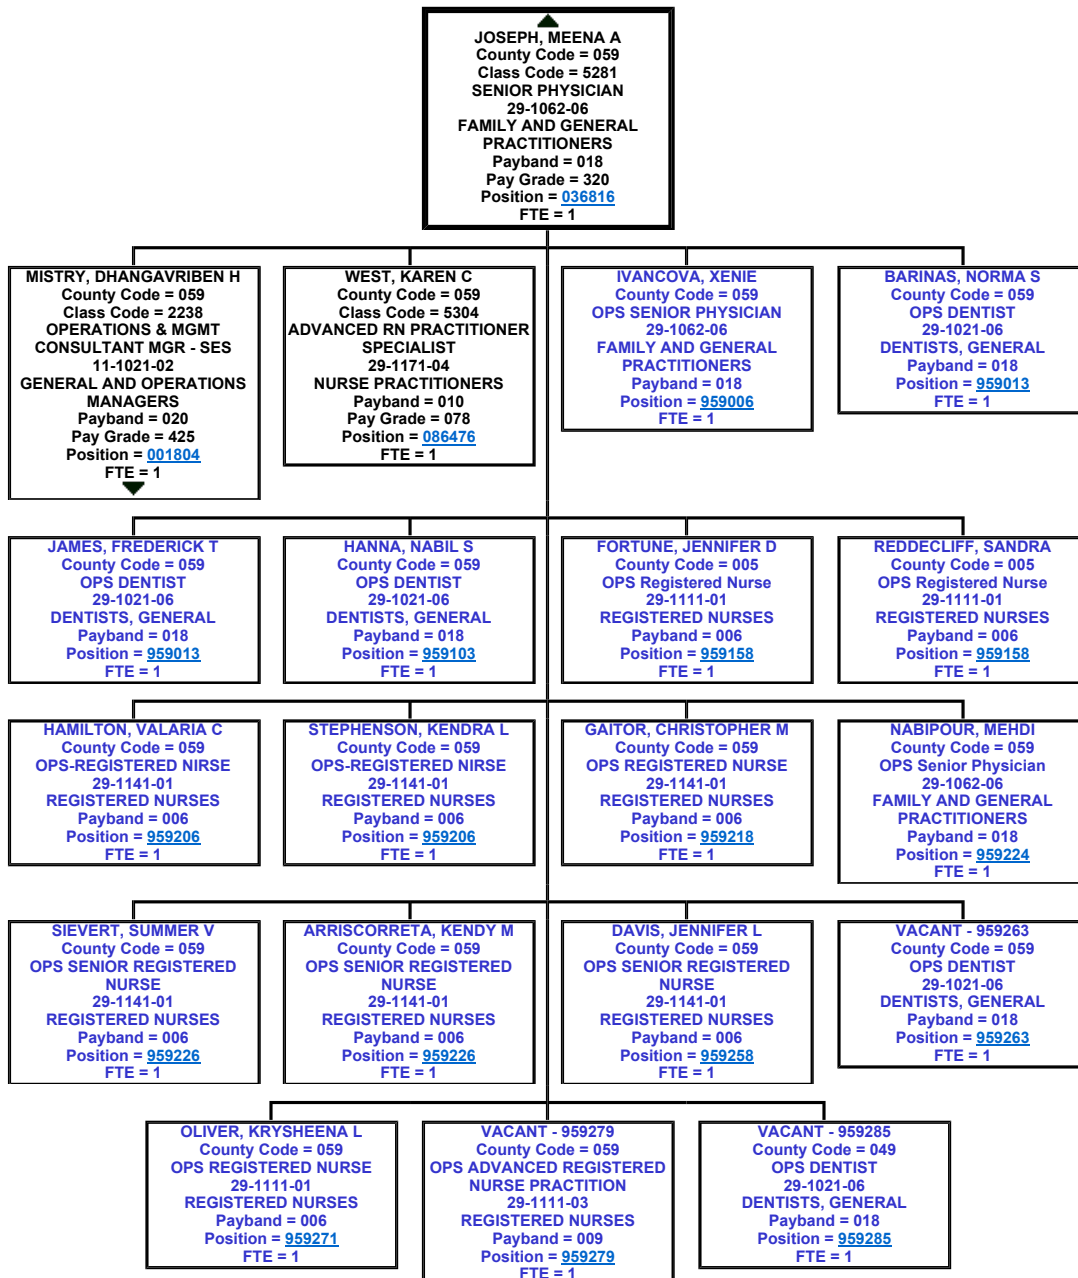 JOSEPH, MEENA A
County Code = 059
Class Code = 5281
SENIOR PHYSICIAN
29-1062-06
FAMILY AND GENERAL
PRACTITIONERS
Payband = 018
Pay Grade = 320
Position = 036816
FTE = 1
MISTRY, DHANGAVRIBEN H
County Code = 059
Class Code = 2238
OPERATIONS & MGMT
CONSULTANT MGR - SES
11-1021-02
GENERAL AND OPERATIONS
MANAGERS
Payband = 020
Pay Grade = 425
Position = 001804
FTE = 1
WEST, KAREN C
County Code = 059
Class Code = 5304
ADVANCED RN PRACTITIONER
SPECIALIST
29-1171-04
NURSE PRACTITIONERS
Payband = 010
Pay Grade = 078
Position = 086476
FTE = 1
IVANCOVA, XENIE
County Code = 059
OPS SENIOR PHYSICIAN
29-1062-06
FAMILY AND GENERAL
PRACTITIONERS
Payband = 018
Position = 959006
FTE = 1
BARINAS, NORMA S
County Code = 059
OPS DENTIST
29-1021-06
DENTISTS, GENERAL
Payband = 018
Position = 959013
FTE = 1
JAMES, FREDERICK T
County Code = 059
OPS DENTIST
29-1021-06
DENTISTS, GENERAL
Payband = 018
Position = 959013
FTE = 1
HANNA, NABIL S
County Code = 059
OPS DENTIST
29-1021-06
DENTISTS, GENERAL
Payband = 018
Position = 959103
FTE = 1
FORTUNE, JENNIFER D
County Code = 005
OPS Registered Nurse
29-1111-01
REGISTERED NURSES
Payband = 006
Position = 959158
FTE = 1
REDDECLIFF, SANDRA
County Code = 005
OPS Registered Nurse
29-1111-01
REGISTERED NURSES
Payband = 006
Position = 959158
FTE = 1
HAMILTON, VALARIA C
County Code = 059
OPS-REGISTERED NIRSE
29-1141-01
REGISTERED NURSES
Payband = 006
Position = 959206
FTE = 1
STEPHENSON, KENDRA L
County Code = 059
OPS-REGISTERED NIRSE
29-1141-01
REGISTERED NURSES
Payband = 006
Position = 959206
FTE = 1
GAITOR, CHRISTOPHER M
County Code = 059
OPS REGISTERED NURSE
29-1141-01
REGISTERED NURSES
Payband = 006
Position = 959218
FTE = 1
NABIPOUR, MEHDI
County Code = 059
OPS Senior Physician
29-1062-06
FAMILY AND GENERAL
PRACTITIONERS
Payband = 018
Position = 959224
FTE = 1
SIEVERT, SUMMER V
County Code = 059
OPS SENIOR REGISTERED
NURSE
29-1141-01
REGISTERED NURSES
Payband = 006
Position = 959226
FTE = 1
ARRISCORRETA, KENDY M
County Code = 059
OPS SENIOR REGISTERED
NURSE
29-1141-01
REGISTERED NURSES
Payband = 006
Position = 959226
FTE = 1
DAVIS, JENNIFER L
County Code = 059
OPS SENIOR REGISTERED
NURSE
29-1141-01
REGISTERED NURSES
Payband = 006
Position = 959258
FTE = 1
VACANT - 959263
County Code = 059
OPS DENTIST
29-1021-06
DENTISTS, GENERAL
Payband = 018
Position = 959263
FTE = 1
OLIVER, KRYSHEENA L
County Code = 059
OPS REGISTERED NURSE
29-1111-01
REGISTERED NURSES
Payband = 006
Position = 959271
FTE = 1
VACANT - 959279
County Code = 059
OPS ADVANCED REGISTERED
NURSE PRACTITION
29-1111-03
REGISTERED NURSES
Payband = 009
Position = 959279
FTE = 1
VACANT - 959285
County Code = 049
OPS DENTIST
29-1021-06
DENTISTS, GENERAL
Payband = 018
Position = 959285
FTE = 1